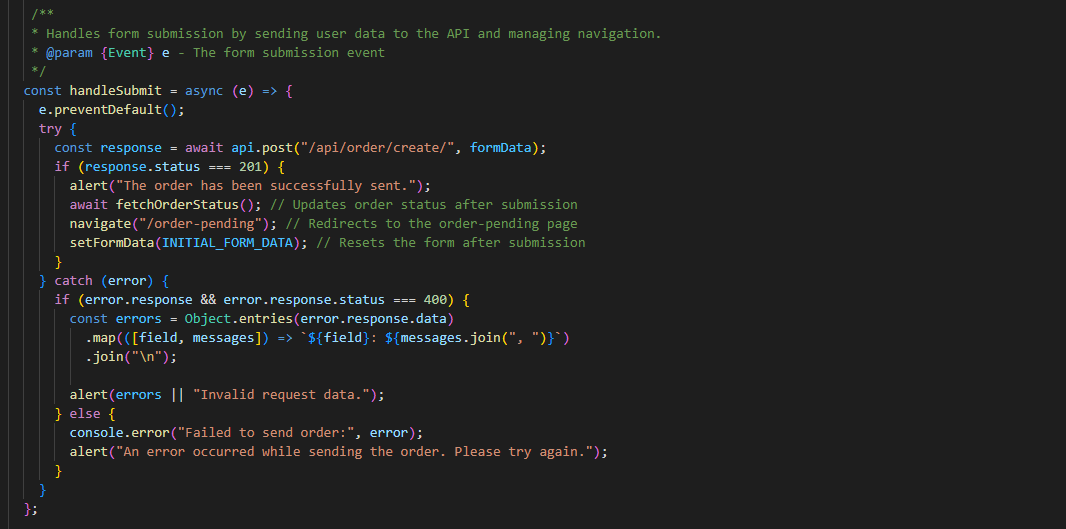 /**
* Handles form submission by sending user data to the API and managing navigation.
* @param {Event} e - The form submission event
*/
const handleSubmit = async (e) => {
e.preventDefault();
try {
const response = await api.post("/api/order/create/", formData);
if (response.status === 201) {
alert("The order has been successfully sent.");
await fetchOrderStatus(); // Updates order status after submission
navigate("/order-pending"); // Redirects to the order-pending page
setFormData(INITIAL_FORM_DATA); // Resets the form after submission
}
} catch (error) {
if (error.response && error.response.status === 400) {
const errors = Object.entries(error.response.data)
.map(([field, messages]) => `${field}: ${messages.join(", ")}`)
.join("\n");
alert(errors || "Invalid request data.");
} else {
console.error("Failed to send order:", error);
alert("An error occurred while sending the order. Please try again.");
}
}
};